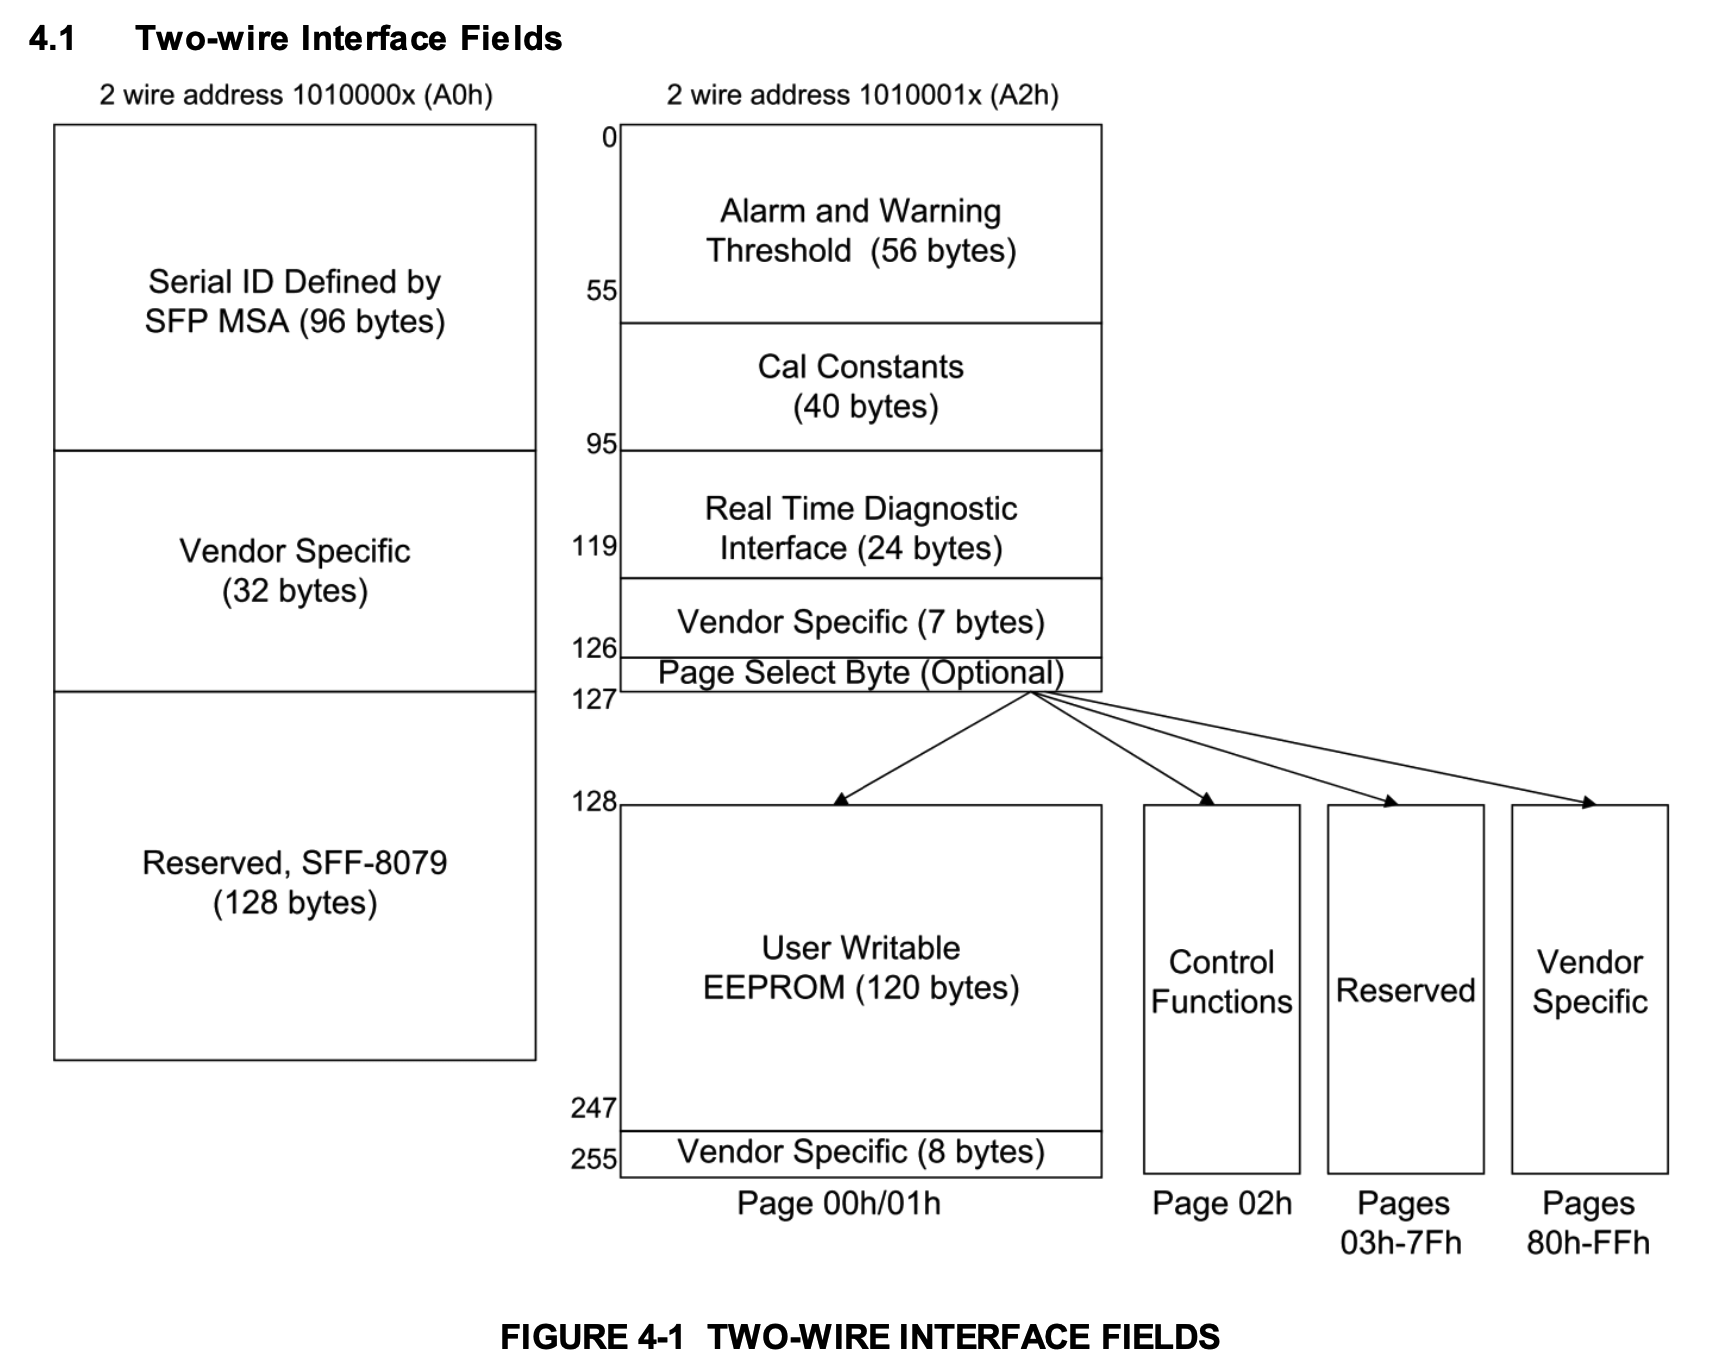 4.1 Two-wire Interface Fields
2 wire address 1010000x (A0h)
2 wire address 1010001x (A2h)
Serial ID Defined by
SFP MSA (96 bytes)
Vendor Specific
(32 bytes)
Reserved, SFF-8079
(128 bytes)
0
Alarm and Warning
Threshold (56 bytes)
55
Cal Constants
(40 bytes)
95
Real Time Diagnostic
Interface (24 bytes)
119
Vendor Specific (7 bytes)
126
Page Select Byte (Optional)
127
128
User Writable
EEPROM (120 bytes)
247
Vendor Specific (8 bytes)
255
Page 00h/01h
Control
Functions
Page 02h
Reserved
Pages
03h-7Fh
Vendor
Specific
Pages
80h-FFh
FIGURE 4-1 TWO-WIRE INTERFACE FIELDS